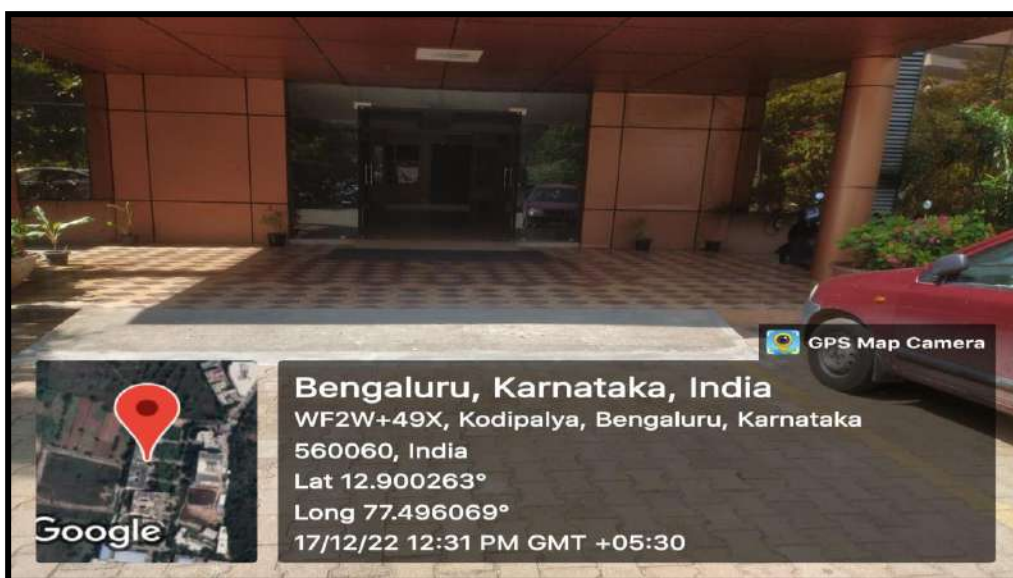 GPS Map Camera
Bengaluru, Karnataka, India
WF2W+49X, Kodipalya, Bengaluru, Karnataka
560060, India
Lat 12.900263°
Long 77.496069°
17/12/22 12:31 PM GMT +05:30
Google